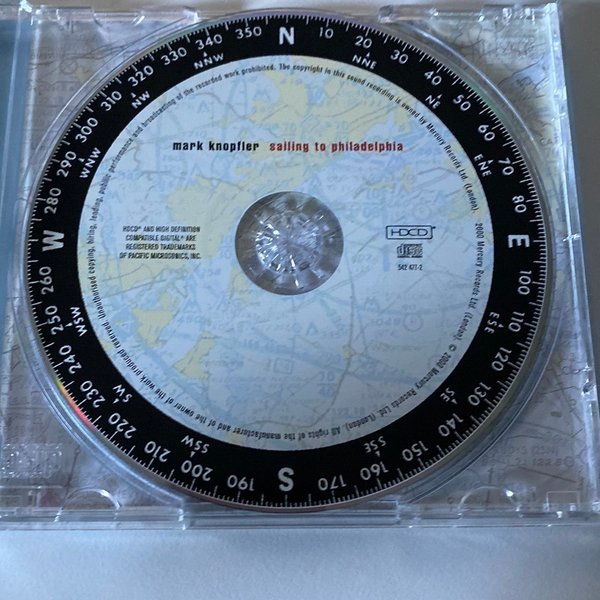 N
10
20
NNE
30
40
NE
50
60
ENE
70
80
E
100
110
ESE
120
130
SE
140
150
SSE
160
170
S
190
200
SSW
210
220
SW
230
240
WSW
250
260
W
280
290
WNW
300
310
NW
320
330
NNW
340
350
mark knopfler sailing to philadelphia
HDCD® AND HIGH DEFINITION
COMPATIBLE DIGITAL® ARE
REGISTERED TRADEMARKS
OF PACIFIC MICROSONICS, INC.
HDCD
COMPACT
disc
DIGITAL AUDIO
542 477-2
The copyright in this sound recording is owned by Mercury Records Ltd. (London). 2000 Mercury Records Ltd. (London). © 2000 Mercury Records Ltd. (London). All rights of the manufacturer and of the owner of the work produced reserved. Unauthorised copying, hiring, lending, public performance and broadcasting of the recorded work prohibited.